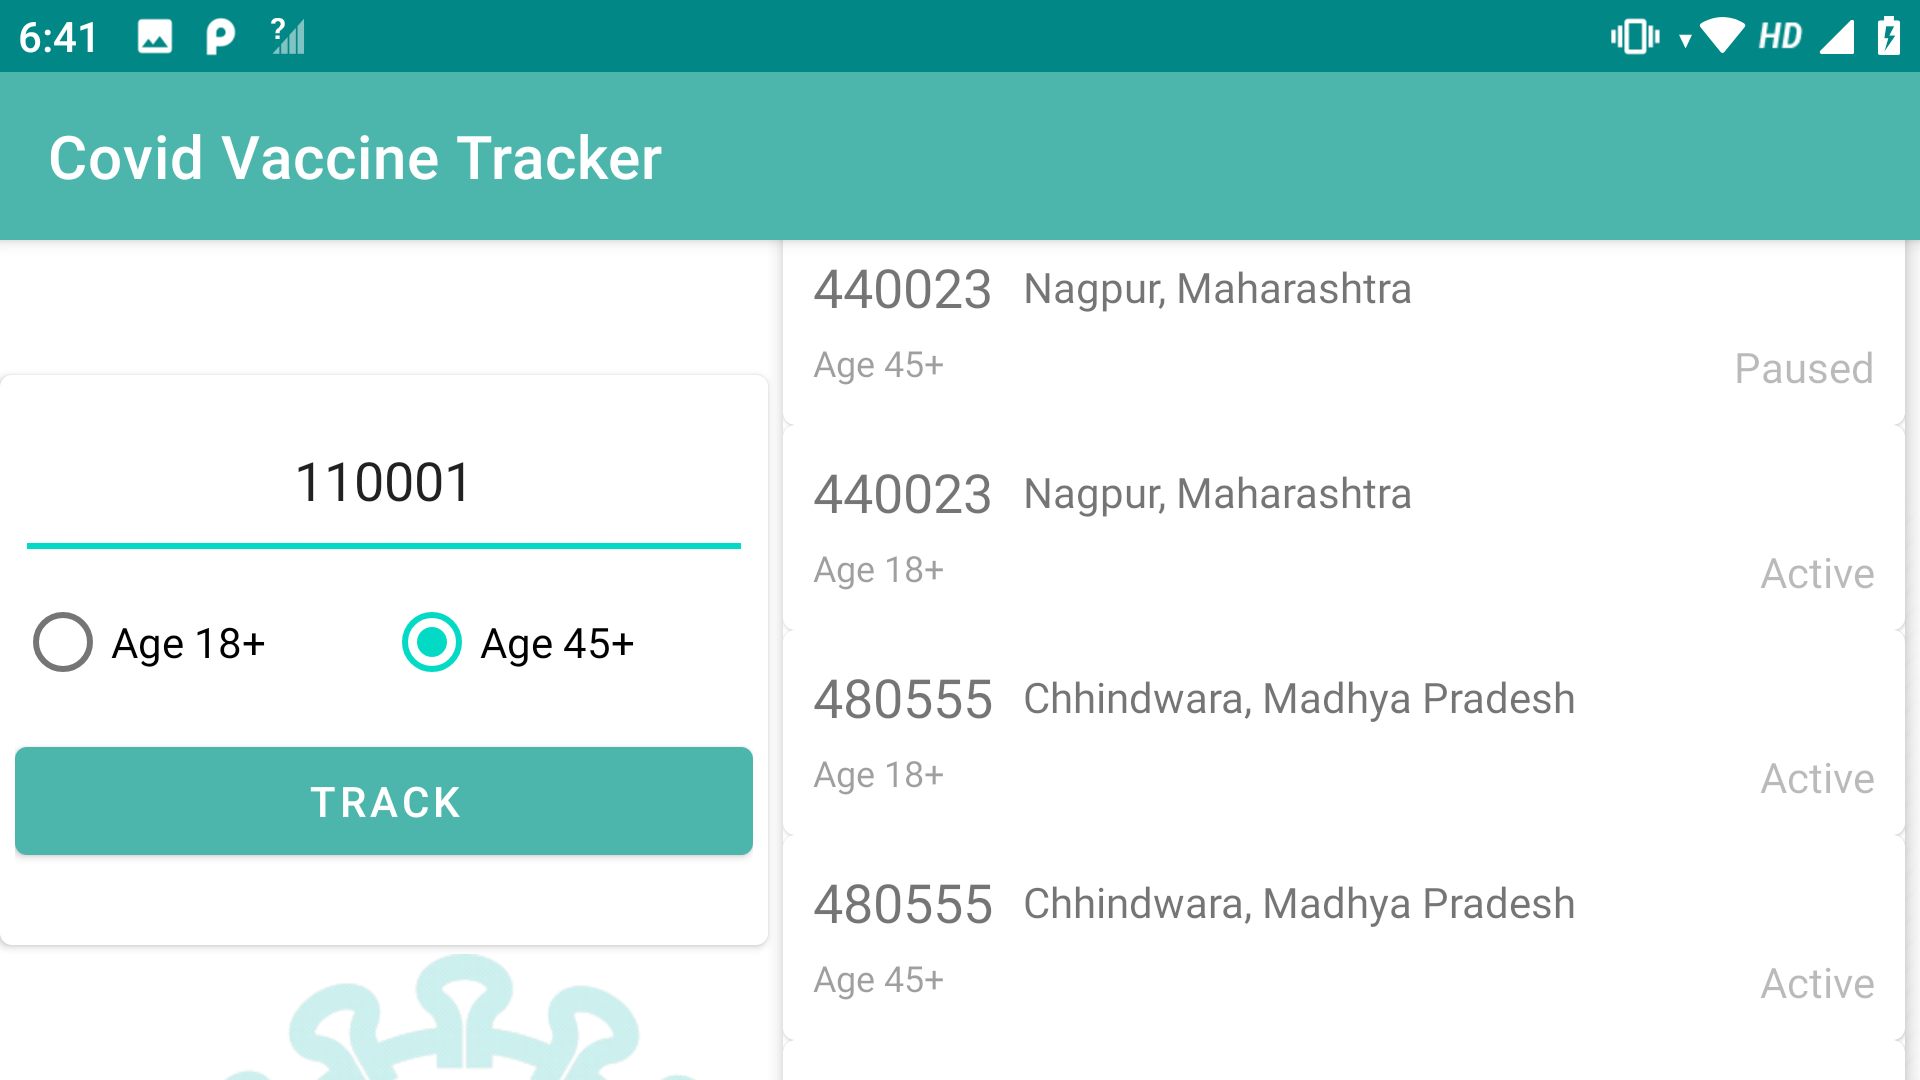 6:41
HD
Covid Vaccine Tracker
110001
Age 18+
Age 45+
TRACK
440023 Nagpur, Maharashtra
Age 45+
Paused
440023 Nagpur, Maharashtra
Age 18+
Active
480555 Chhindwara, Madhya Pradesh
Age 18+
Active
480555 Chhindwara, Madhya Pradesh
Age 45+
Active